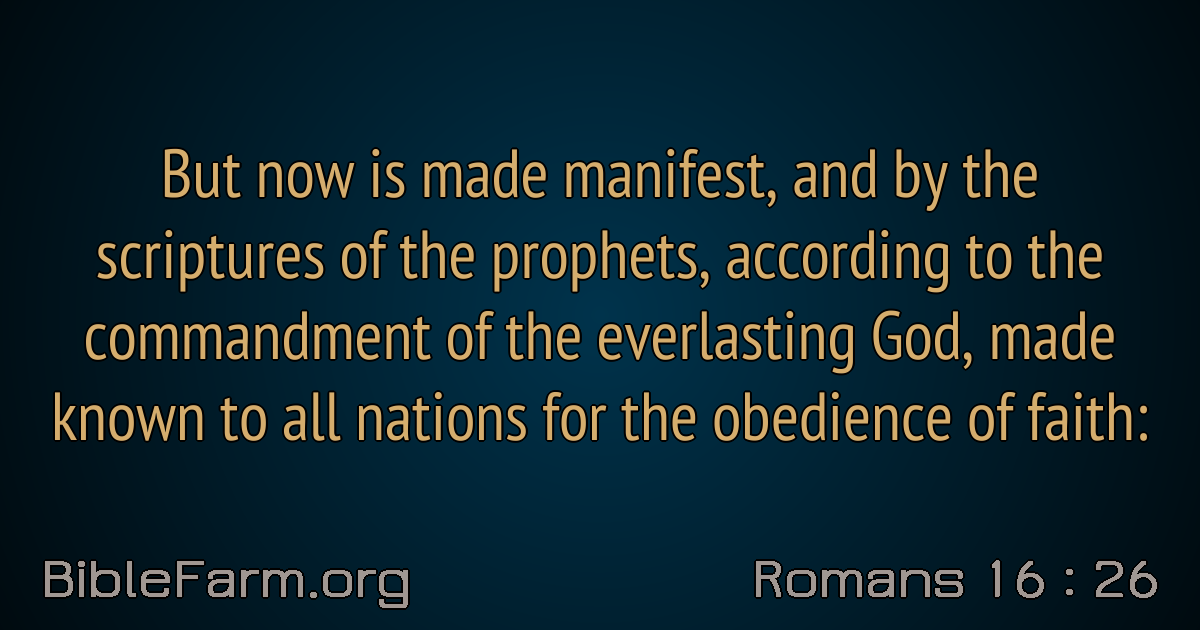 But now is made manifest, and by the
scriptures of the prophets, according to the
commandment of the everlasting God, made
known to all nations for the obedience of faith:
BibleFarm.org
Romans 16 : 26